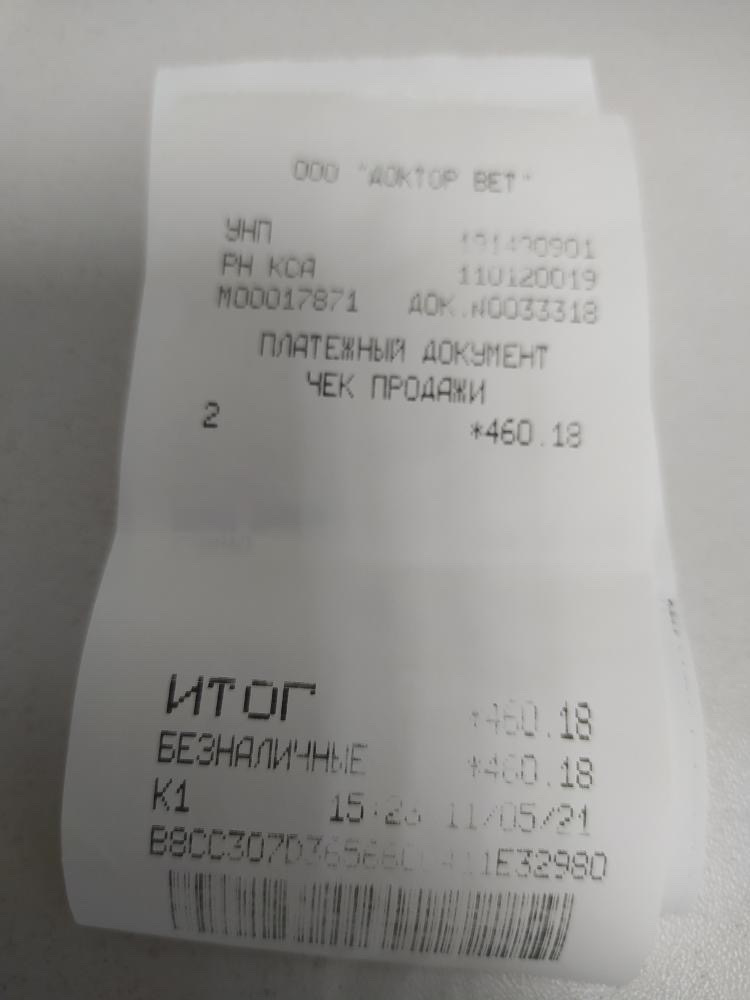 ООО "ДОКТОР ВЕТ"
УНП
РН КСА 110120019
М00017871 ДОК.N0033318
ПЛАТЕЖНЫЙ ДОКУМЕНТ
ЧЕК ПРОДАЖИ
2 *460.18
ИТОГ *460.18
БЕЗНАЛИЧНЫЕ *460.18
К1 11/05/21